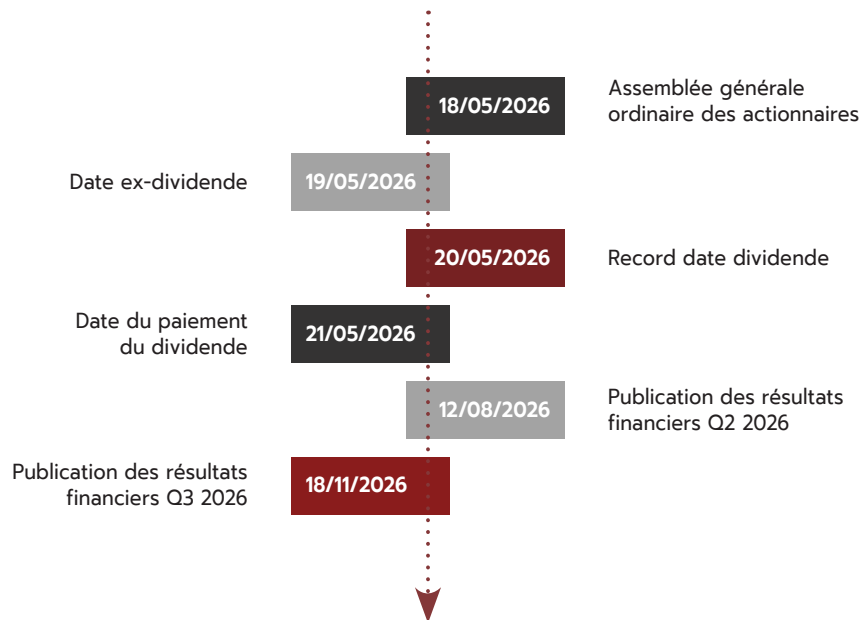 18/05/2026
Assemblée générale
ordinaire des actionnaires
Date ex-dividende
19/05/2026
20/05/2026
Record date dividende
Date du paiement
du dividende
21/05/2026
12/08/2026
Publication des résultats
financiers Q2 2026
Publication des résultats
financiers Q3 2026
18/11/2026